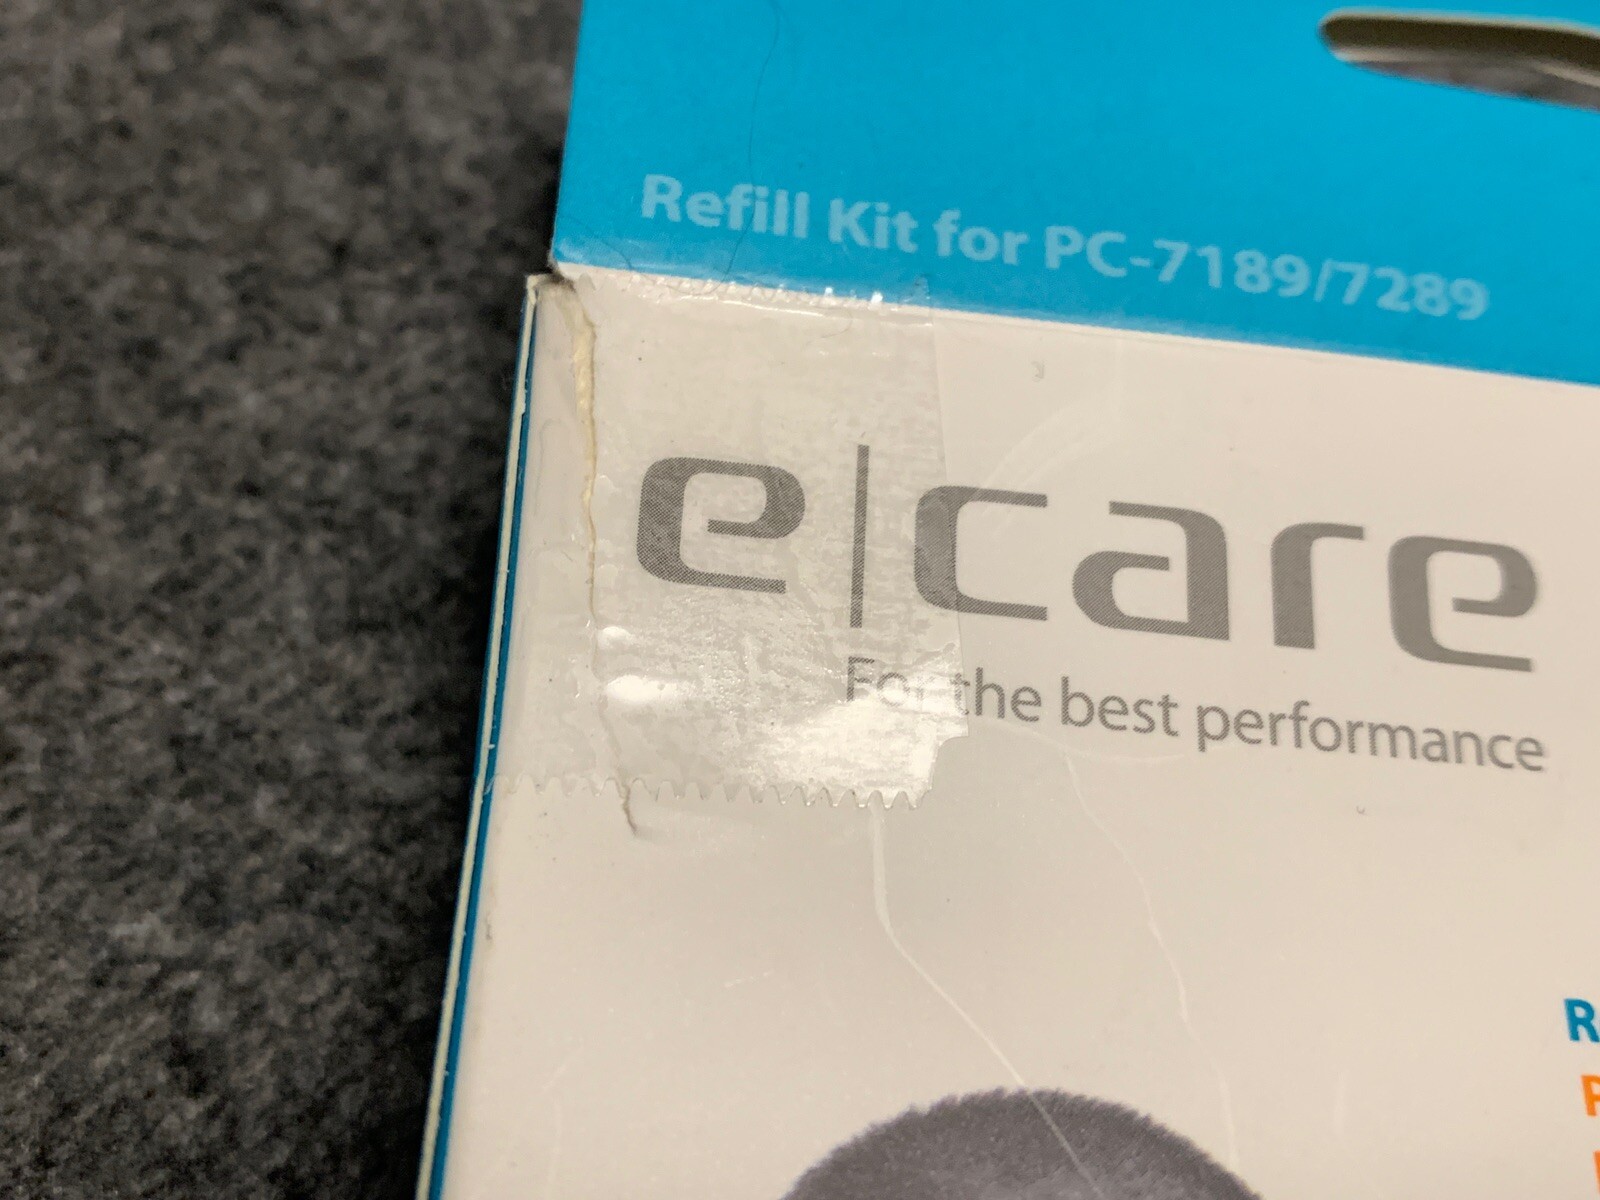 Refill Kit for PC-7189/7289
e|care
For the best performance